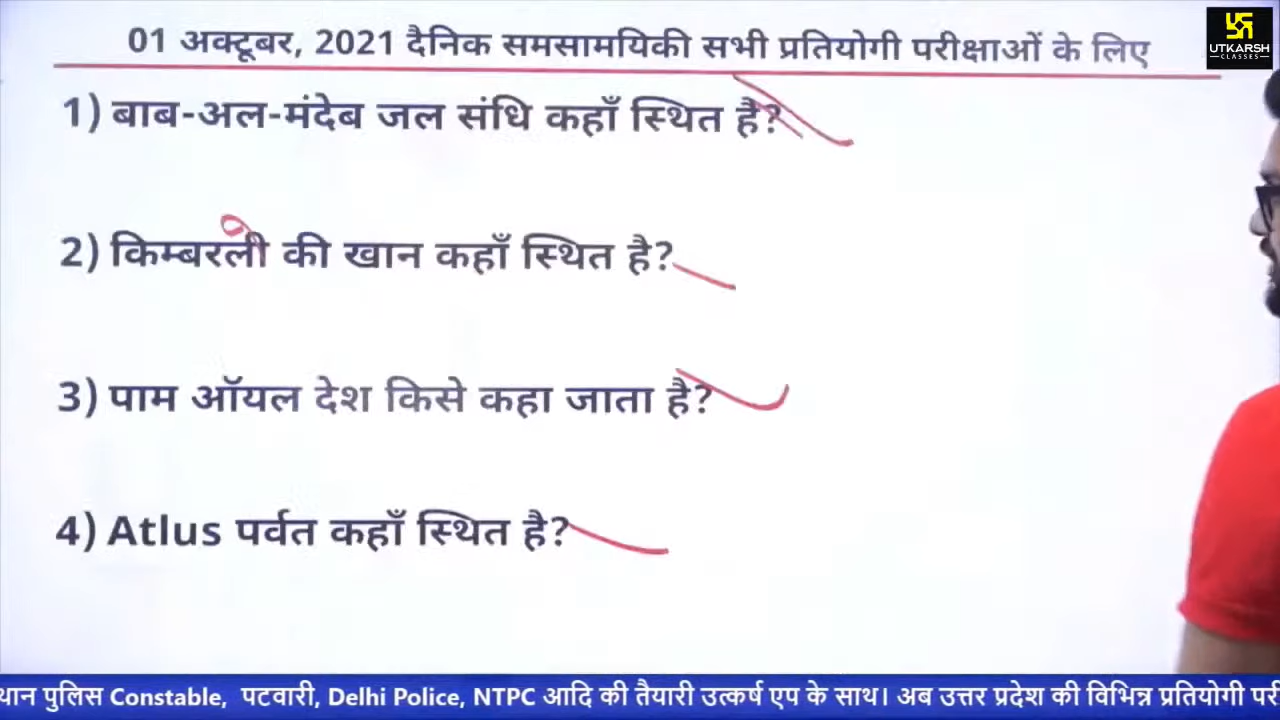 01 अक्टूबर, 2021 दैनिक समसामयिकी सभी प्रतियोगी परीक्षाओं के लिए
UTKARSH
CLASSES
1) बाब-अल-मंदेब जल संधि कहाँ स्थित है?
2) किम्बरली की खान कहाँ स्थित है?
3) पाम ऑयल देश किसे कहा जाता है?
4) Atlus पर्वत कहाँ स्थित है?
थान पुलिस Constable, पटवारी, Delhi Police, NTPC आदि की तैयारी उत्कर्ष एप के साथ। अब उत्तर प्रदेश की विभिन्न प्रतियोगी परी